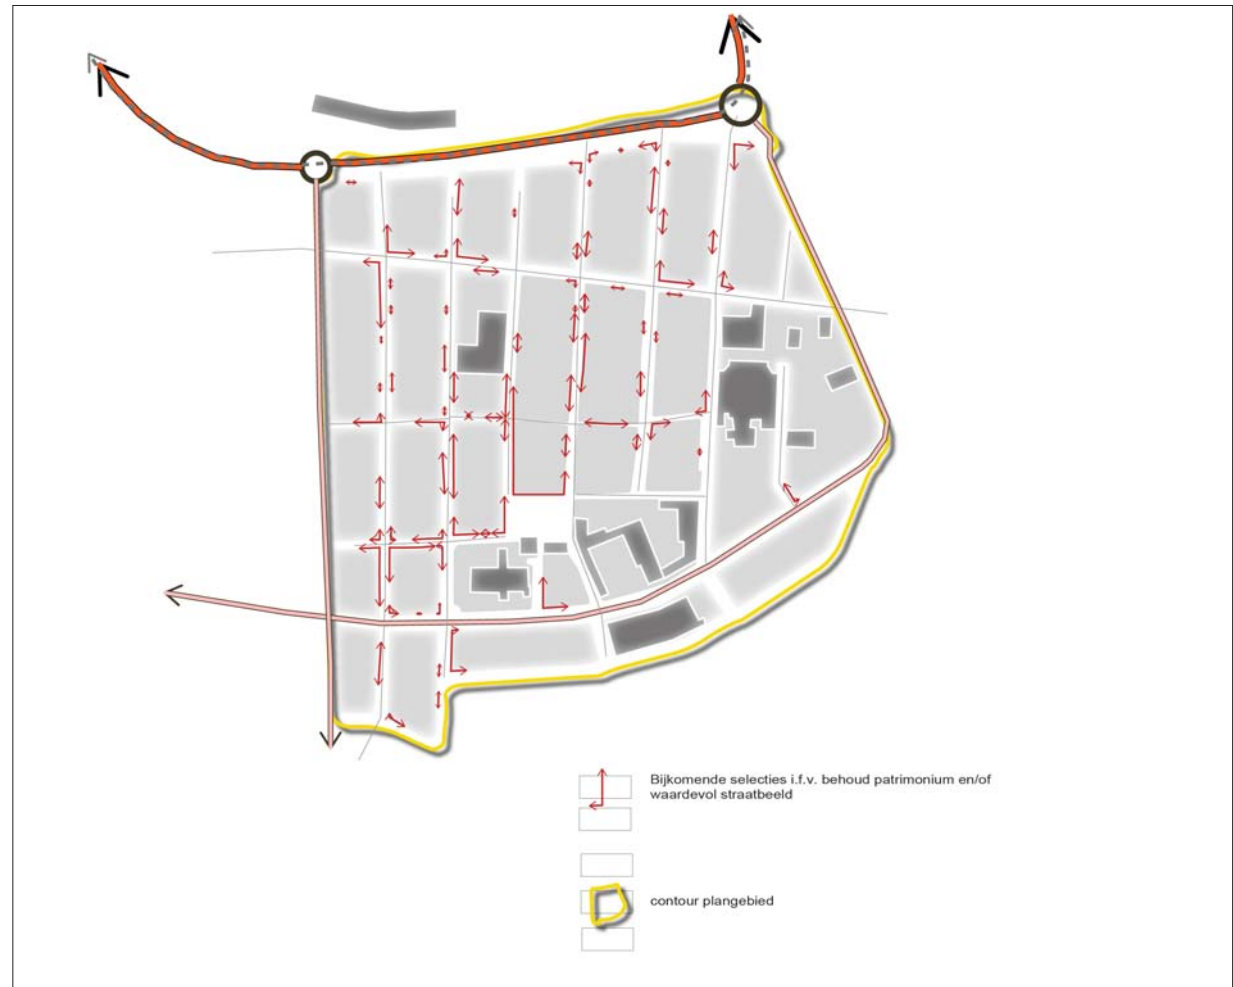 Bijkomende selecties i.f.v. behoud patrimonium en/of
waardevol straatbeeld
contour plangebied